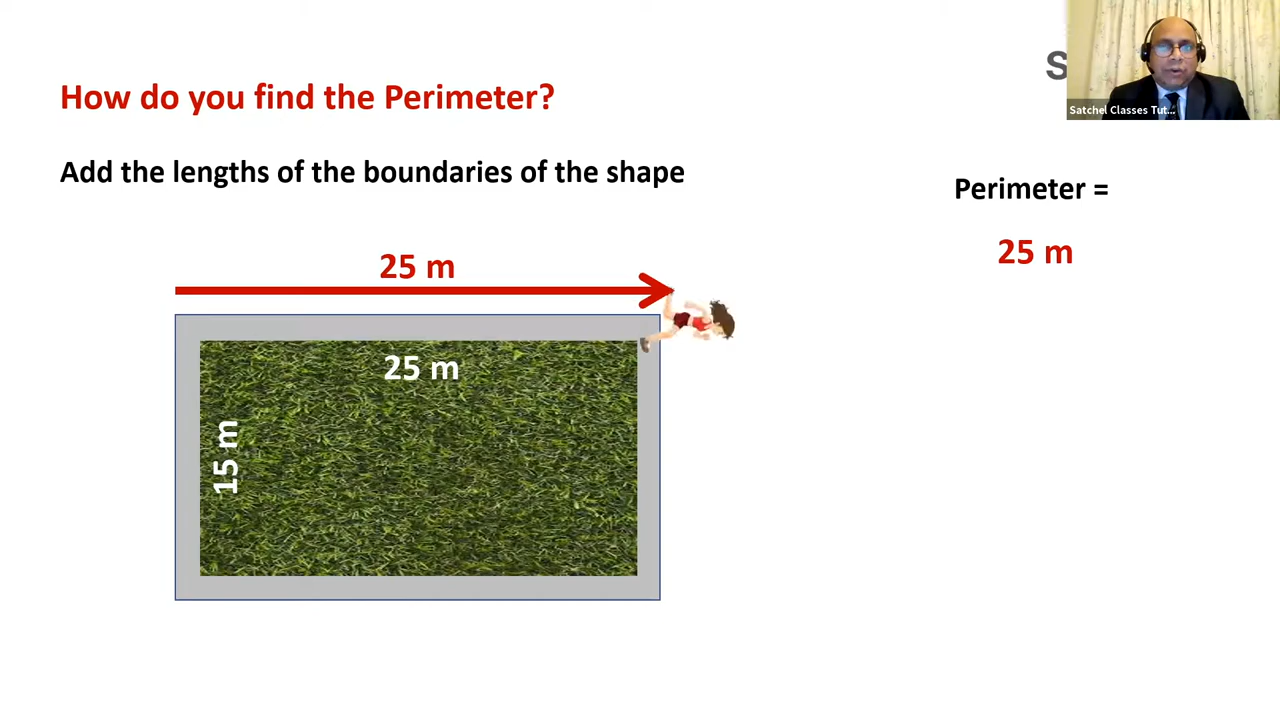 How do you find the Perimeter?
S
Satchel Classes Tut...
Add the lengths of the boundaries of the shape
Perimeter =
25 m
25 m
25 m
15 m